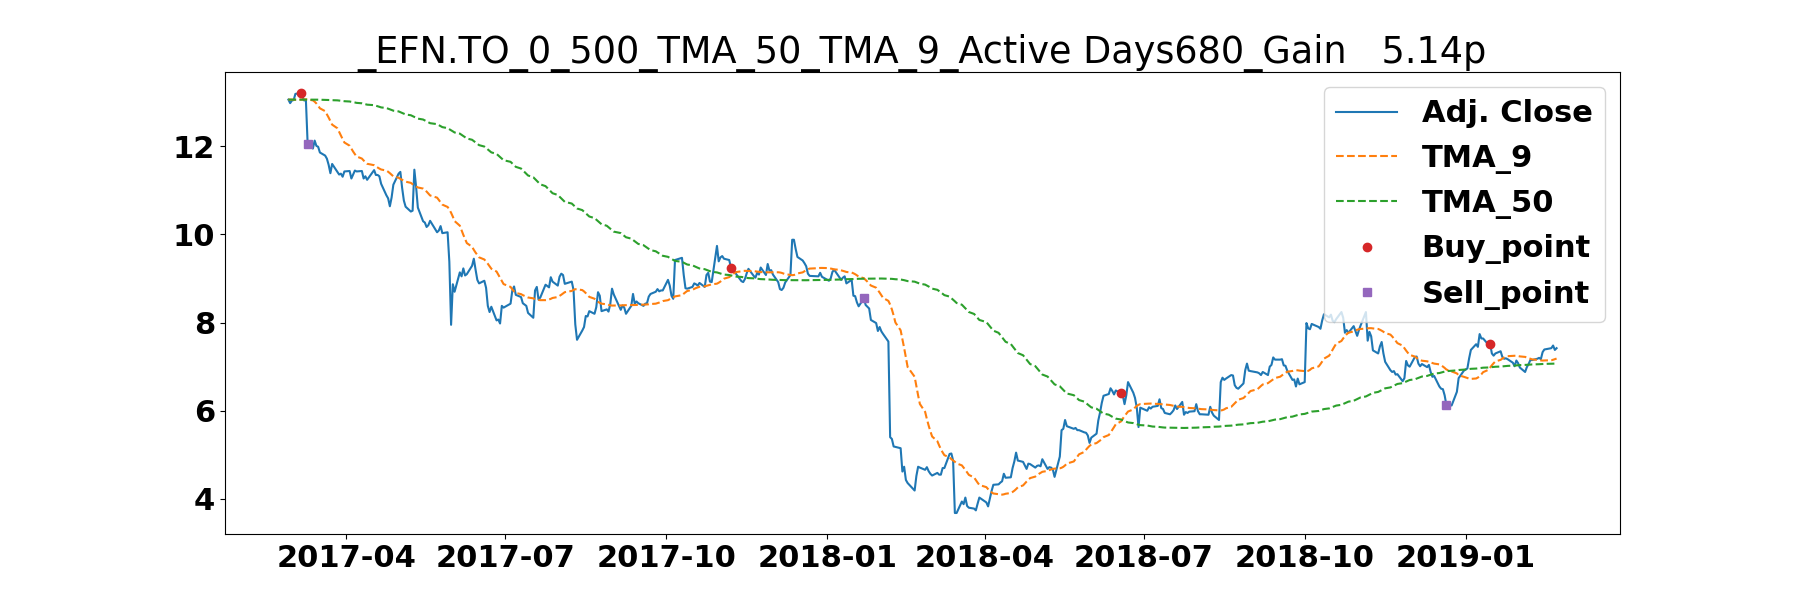 _EFN.TO_0_500_TMA_50_TMA_9_Active Days680_Gain   5.14p
Adj. Close
TMA_9
TMA_50
Buy_point
Sell_point
12
10
8
6
4
2017-04 2017-07 2017-10 2018-01 2018-04 2018-07 2018-10 2019-01